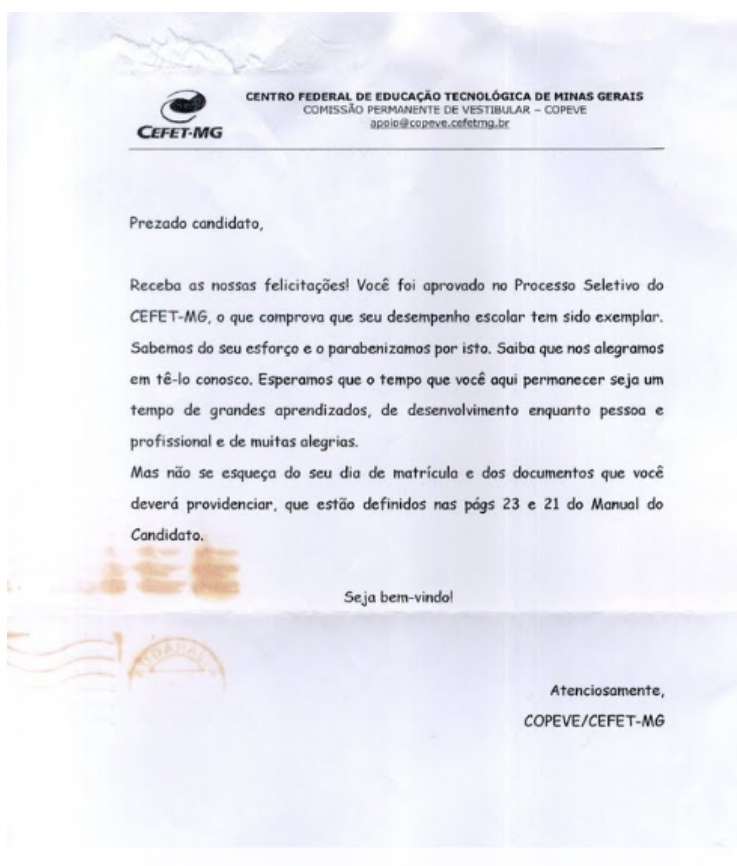 CEFET-MG
CENTRO FEDERAL DE EDUCAÇÃO TECNOLÓGICA DE MINAS GERAIS
COMISSÃO PERMANENTE DE VESTIBULAR – COPEVE
apoio@copeve.cefetmg.br
Prezado candidato,
Receba as nossas felicitações! Você foi aprovado no Processo Seletivo do
CEFET-MG, o que comprova que seu desempenho escolar tem sido exemplar.
Sabemos do seu esforço e o parabenizamos por isto. Saiba que nos alegramos
em tê-lo conosco. Esperamos que o tempo que você aqui permanecer seja um
tempo de grandes aprendizados, de desenvolvimento enquanto pessoa e
profissional e de muitas alegrias.
Mas não se esqueça do seu dia de matrícula e dos documentos que você
deverá providenciar, que estão definidos nas págs 23 e 21 do Manual do
Candidato.
Seja bem-vindo!
Atenciosamente,
COPEVE/CEFET-MG